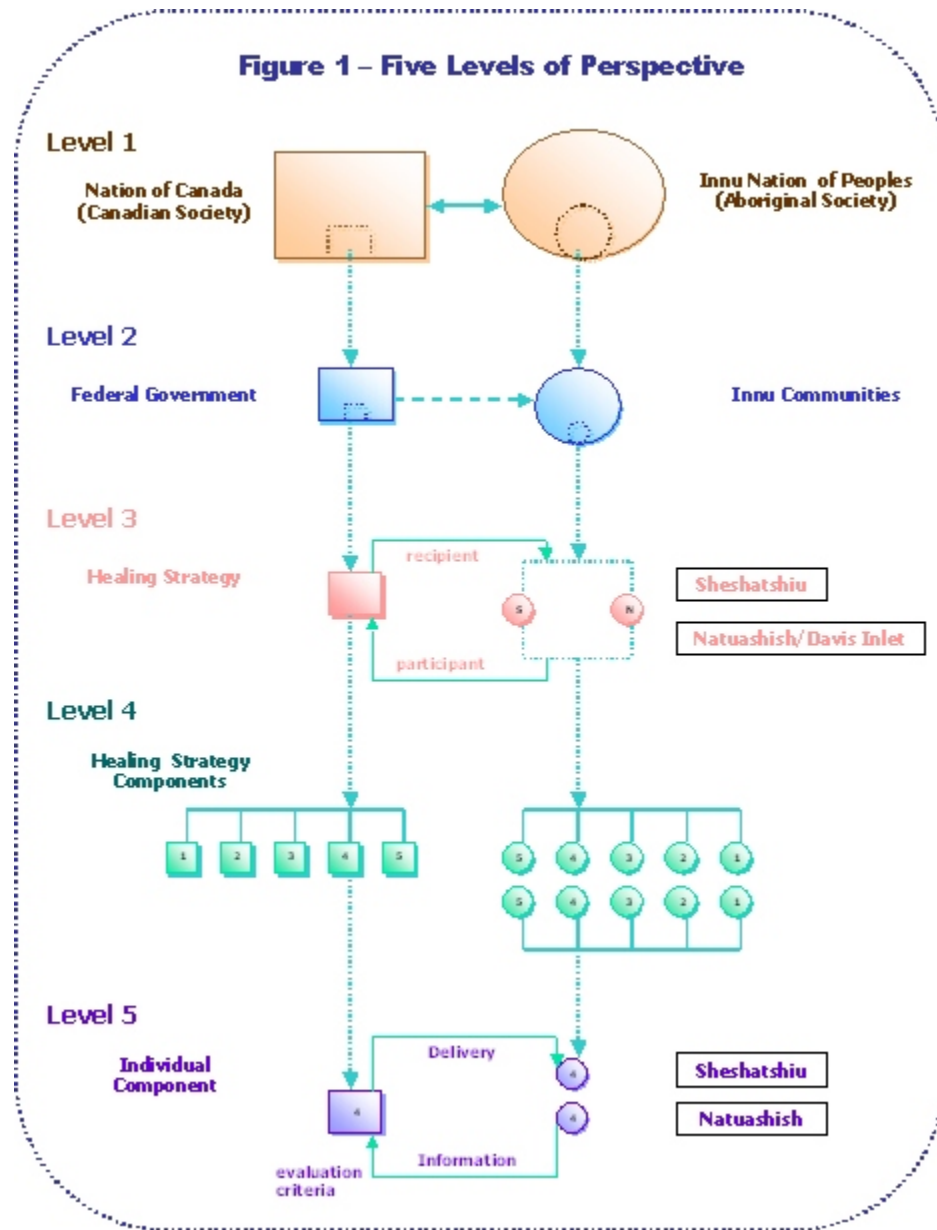 Figure 1 – Five Levels of Perspective
Level 1
Nation of Canada
(Canadian Society)
Innu Nation of Peoples
(Aboriginal Society)
Level 2
Federal Government
Innu Communities
Level 3
Healing Strategy
recipient
participant
S
N
Sheshatshiu
Natuashish/Davis Inlet
Level 4
Healing Strategy
Components
1 2 3 4 5
5 4 3 2 1
5 4 3 2 1
Level 5
Individual
Component
4
Delivery
4
4
Information
evaluation
criteria
Sheshatshiu
Natuashish